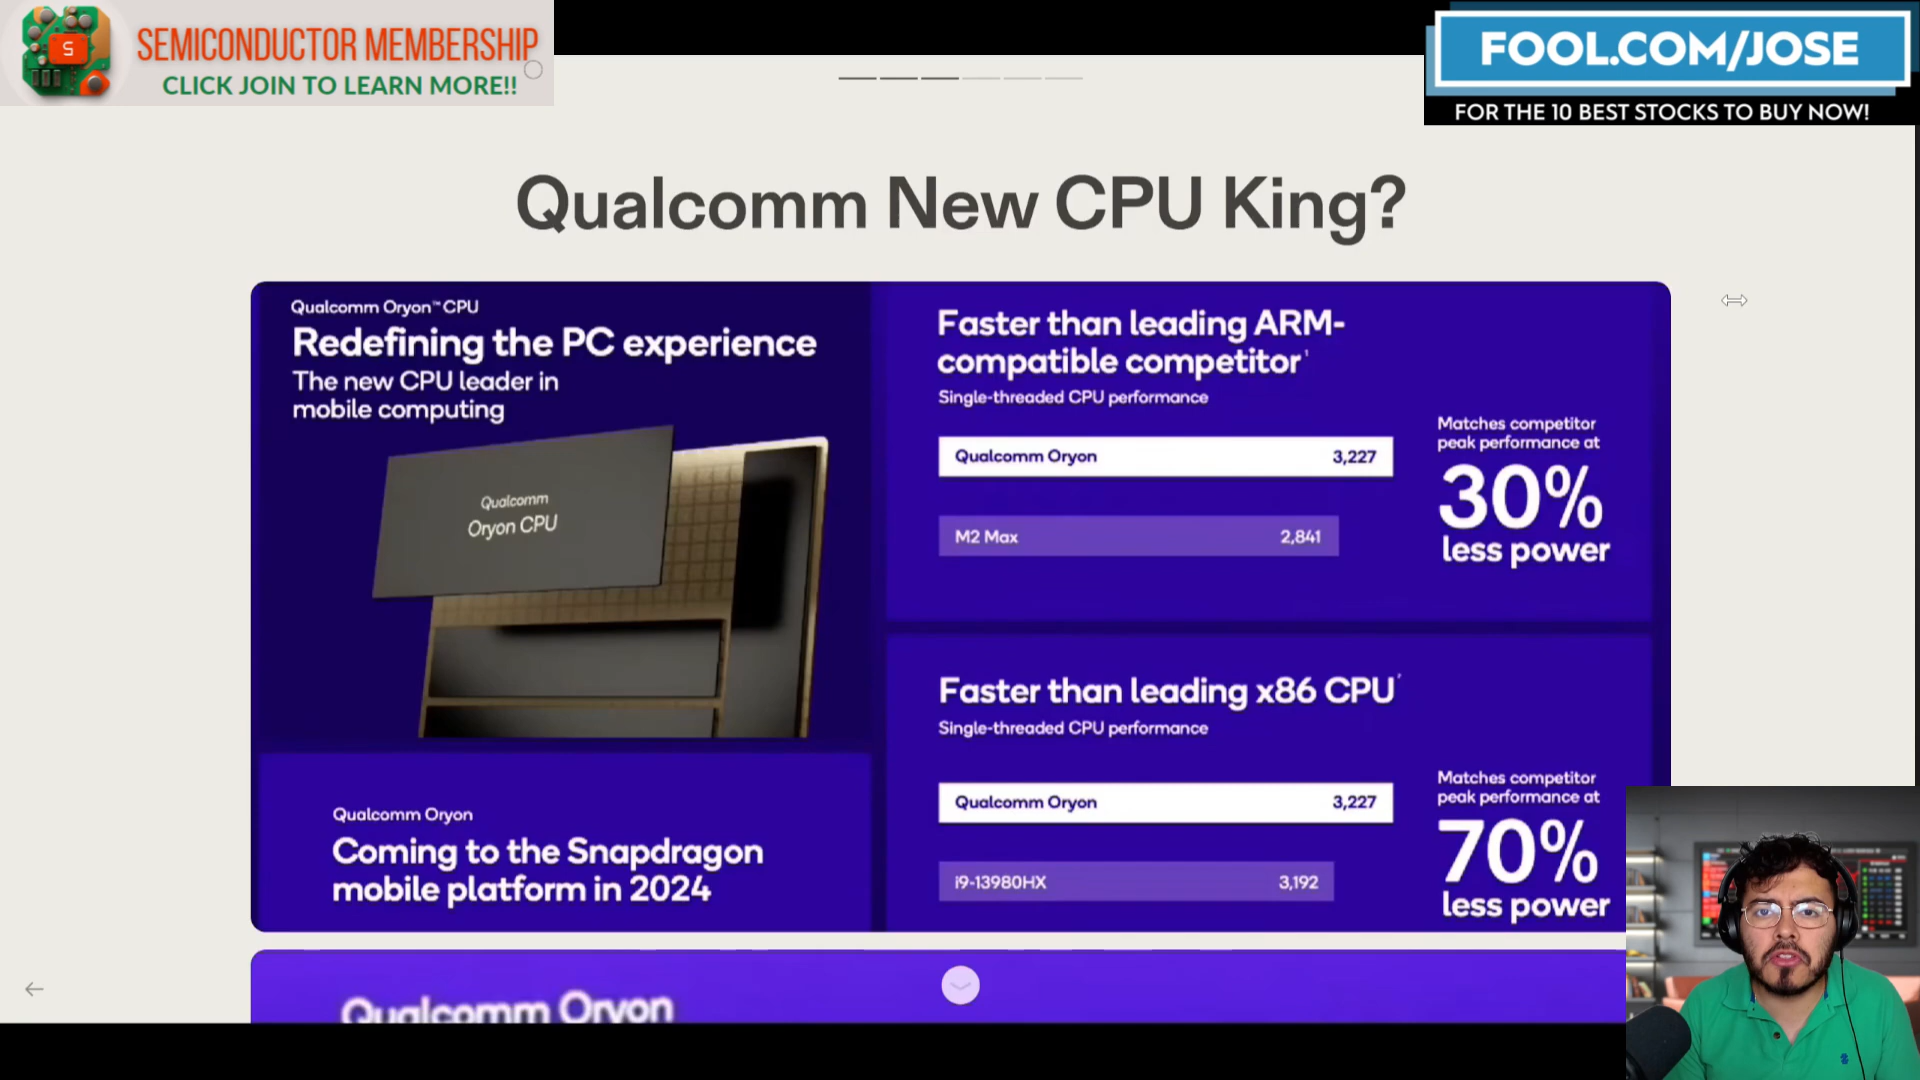 S
SEMICONDUCTOR MEMBERSHIP
CLICK JOIN TO LEARN MORE!!
FOOL.COM/JOSE
FOR THE 10 BEST STOCKS TO BUY NOW!
Qualcomm New CPU King?
Qualcomm Oryon™ CPU
Redefining the PC experience
The new CPU leader in
mobile computing
Qualcomm
Oryon CPU
Qualcomm Oryon
Coming to the Snapdragon
mobile platform in 2024
Faster than leading ARM-
compatible competitor¹
Single-threaded CPU performance
Qualcomm Oryon 3,227
M2 Max 2,841
Matches competitor
peak performance at
30%
less power
Faster than leading x86 CPU
Single-threaded CPU performance
Qualcomm Oryon 3,227
i9-13980HX 3,192
Matches competitor
peak performance at
70%
less power
Qualcomm Oryon